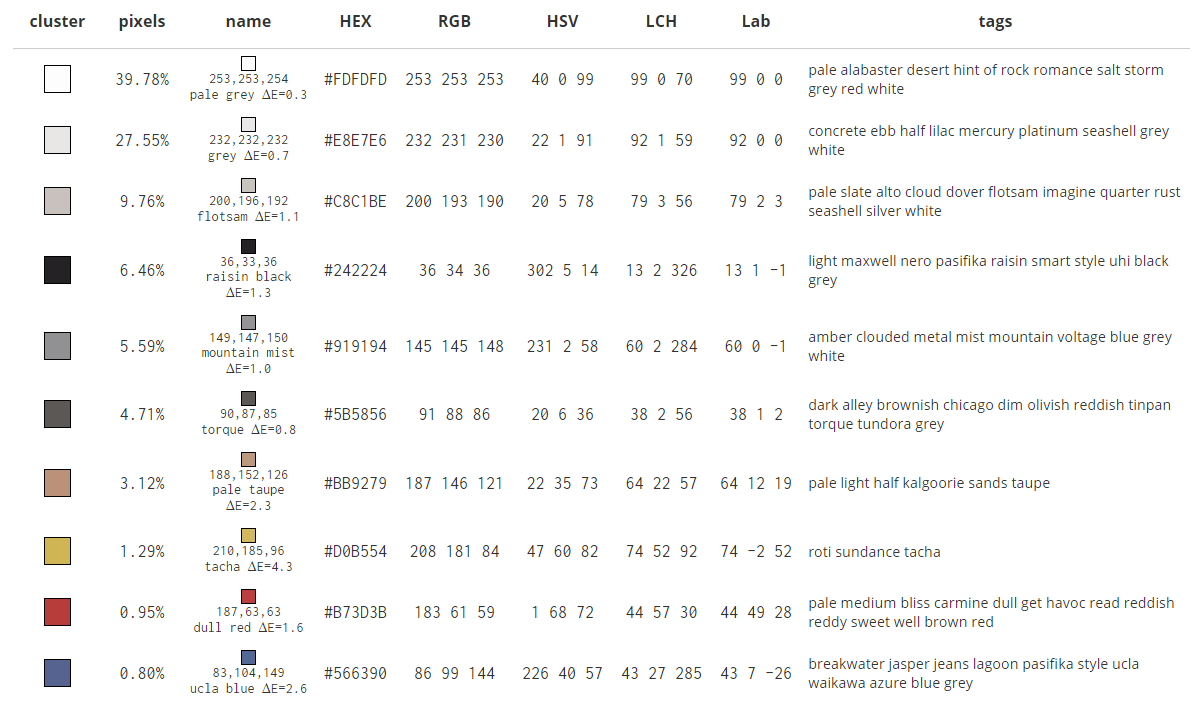 cluster pixels name HEX RGB HSV LCH Lab tags
39.78% 253,253,254 pale grey ΔE=0.3 #FDFDFD 253 253 253 40 0 99 99 0 70 99 0 0 pale alabaster desert hint of rock romance salt storm grey red white
27.55% 232,232,232 grey ΔE=0.7 #E8E7E6 232 231 230 22 1 91 92 1 59 92 0 0 concrete ebb half lilac mercury platinum seashell grey white
9.76% 200,196,192 flotsam ΔE=1.1 #C8C1BE 200 193 190 20 5 78 79 3 56 79 2 3 pale slate alto cloud dover flotsam imagine quarter rust seashell silver white
6.46% 36,33,36 raisin black ΔE=1.3 #242224 36 34 36 302 5 14 13 2 326 13 1 -1 light maxwell nero pasifika raisin smart style uhi black grey
5.59% 149,147,150 mountain mist ΔE=1.0 #919194 145 145 148 231 2 58 60 2 284 60 0 -1 amber clouded metal mist mountain voltage blue grey white
4.71% 90,87,85 torque ΔE=0.8 #5B5856 91 88 86 20 6 36 38 2 56 38 1 2 dark alley brownish chicago dim olivish reddish tinpan torque tundora grey
3.12% 188,152,126 pale taupe ΔE=2.3 #BB9279 187 146 121 22 35 73 64 22 57 64 12 19 pale light half kalgoorie sands taupe
1.29% 210,185,96 tacha ΔE=4.3 #D0B554 208 181 84 47 60 82 74 52 92 74 -2 52 roti sundance tacha
0.95% 187,63,63 dull red ΔE=1.6 #B73D3B 183 61 59 1 68 72 44 57 30 44 49 28 pale medium bliss carmine dull get havoc read reddish reddy sweet well brown red
0.80% 83,104,149 ucla blue ΔE=2.6 #566390 86 99 144 226 40 57 43 27 285 43 7 -26 breakwater jasper jeans lagoon pasifika style ucla waikawa azure blue grey